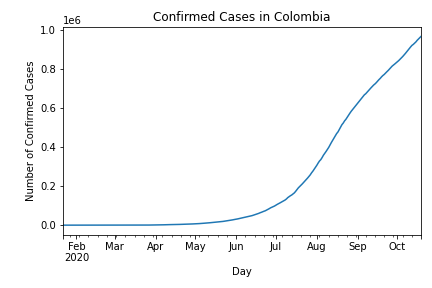 Confirmed Cases in Colombia
1e6
1.0
0.8
0.6
0.4
0.2
0.0
Number of Confirmed Cases
Feb Mar Apr May Jun Jul Aug Sep Oct
2020
Day